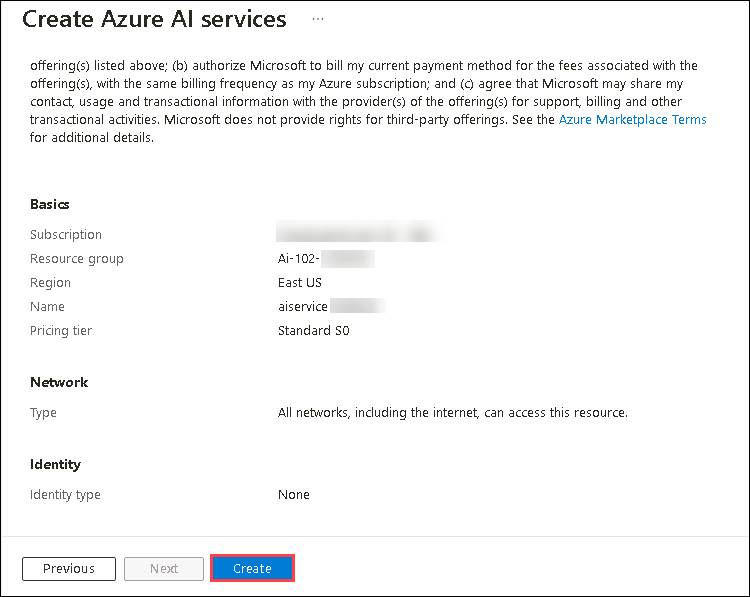 Create Azure AI services ...
offering(s) listed above; (b) authorize Microsoft to bill my current payment method for the fees associated with the
offering(s), with the same billing frequency as my Azure subscription; and (c) agree that Microsoft may share my
contact, usage and transactional information with the provider(s) of the offering(s) for support, billing and other
transactional activities. Microsoft does not provide rights for third-party offerings. See the Azure Marketplace Terms
for additional details.
Basics
Subscription
Resource group Ai-102-
Region East US
Name aiservice
Pricing tier Standard S0
Network
Type All networks, including the internet, can access this resource.
Identity
Identity type None
Previous Next Create